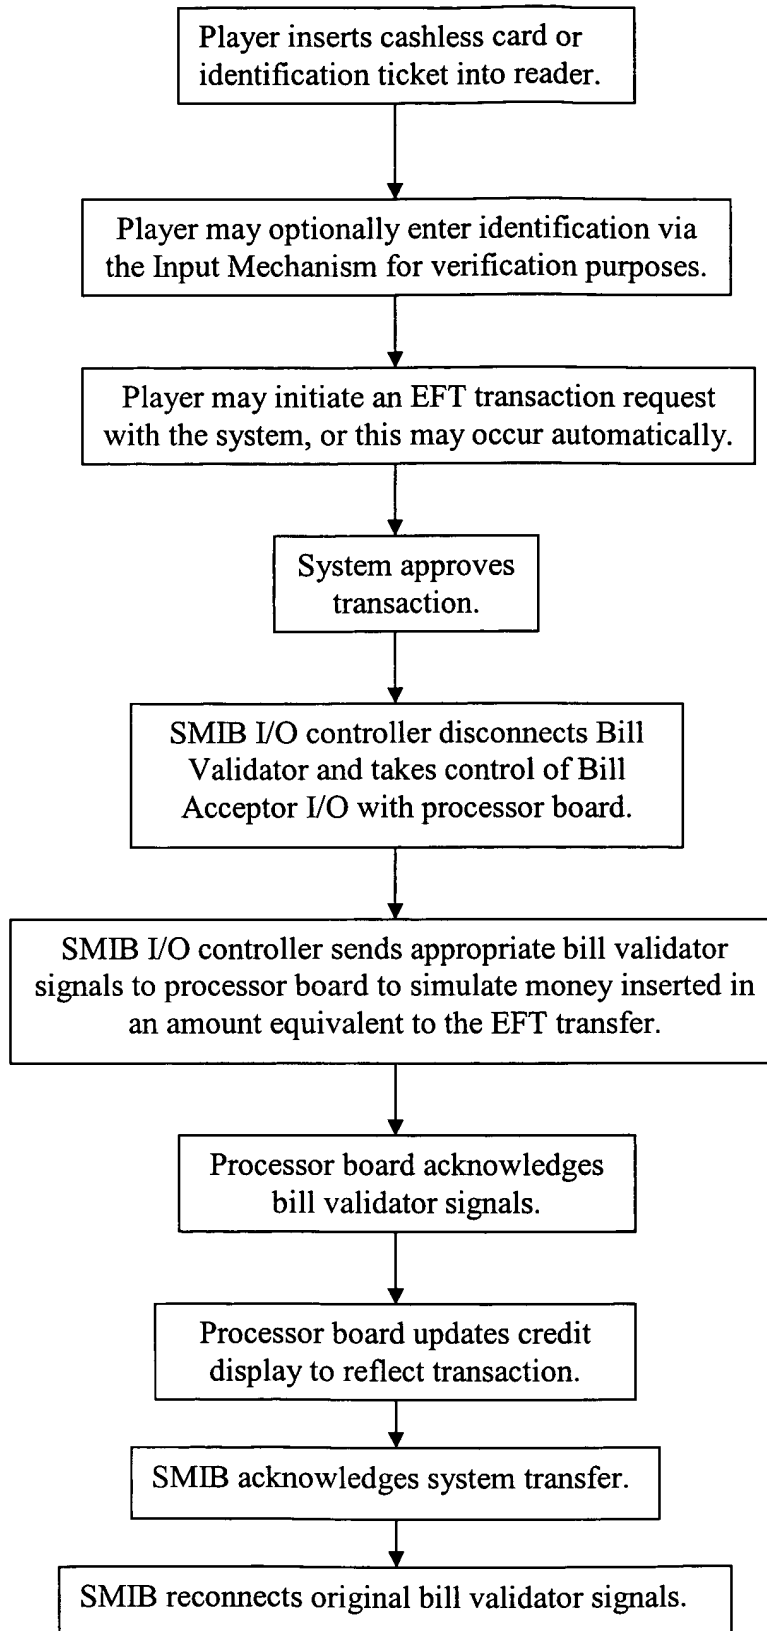 Player inserts cashless card or
identification ticket into reader.
Player may optionally enter identification via
the Input Mechanism for verification purposes.
Player may initiate an EFT transaction request
with the system, or this may occur automatically.
System approves
transaction.
SMIB I/O controller disconnects Bill
Validator and takes control of Bill
Acceptor I/O with processor board.
SMIB I/O controller sends appropriate bill validator
signals to processor board to simulate money inserted in
an amount equivalent to the EFT transfer.
Processor board acknowledges
bill validator signals.
Processor board updates credit
display to reflect transaction.
SMIB acknowledges system transfer.
SMIB reconnects original bill validator signals.